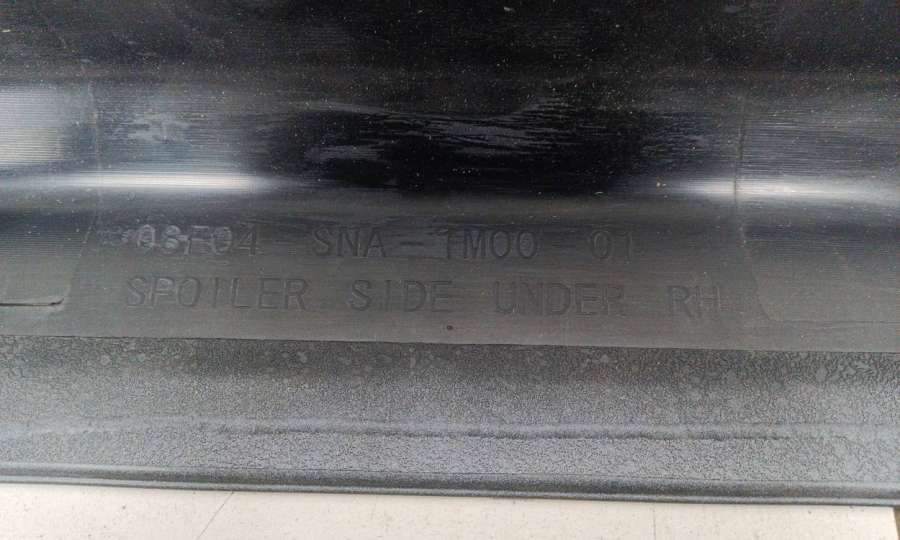 08F04 SNA 1M00 01
SPOILER SIDE UNDER RH